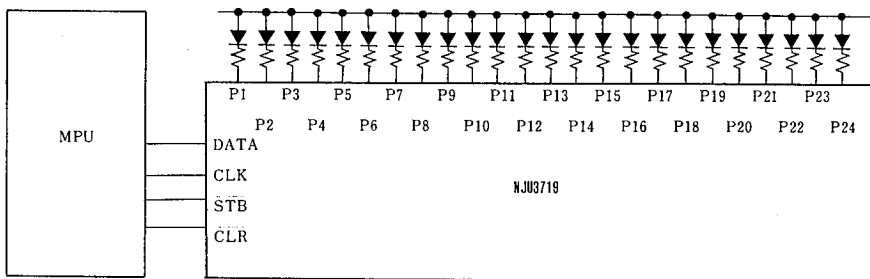 P1 P3 P5 P7 P9 P11 P13 P15 P17 P19 P21 P23
P2 P4 P6 P8 P10 P12 P14 P16 P18 P20 P22 P24
MPU
DATA
CLK
NJU3719
STB
CLR